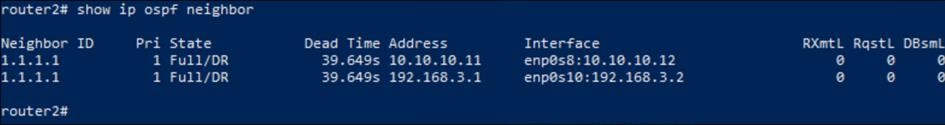 router2# show ip ospf neighbor
Neighbor ID     Pri State           Dead Time Address         Interface                        RXmtL RqstL DBsmL
1.1.1.1           1 Full/DR           39.649s 10.10.10.11     enp0s8:10.10.10.12                   0     0     0
1.1.1.1           1 Full/DR           39.649s 192.168.3.1     enp0s10:192.168.3.2                  0     0     0
router2#